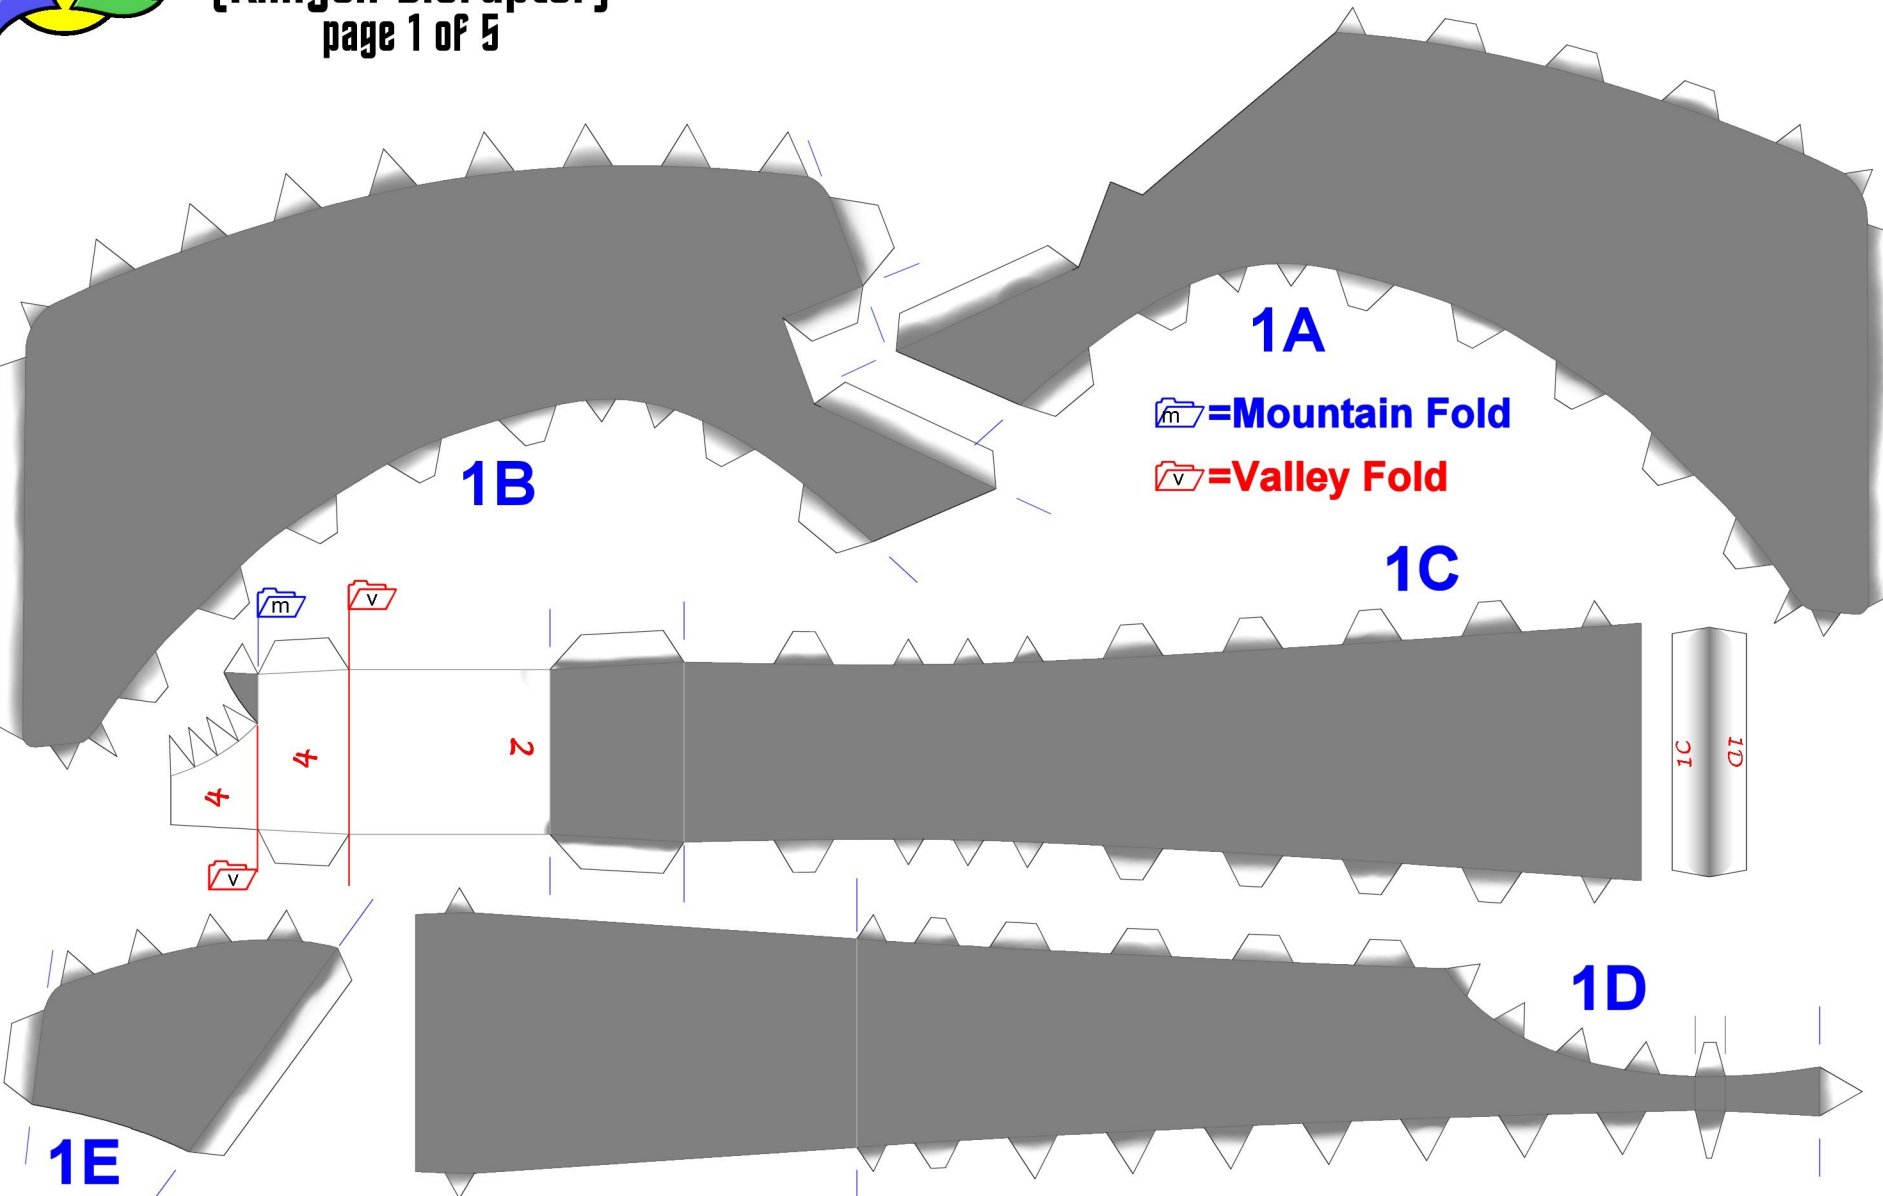 page 1 of 5
1A
m =Mountain Fold
v =Valley Fold
1B
1C
m
v
4
4
2
1C
1D
v
1D
1E